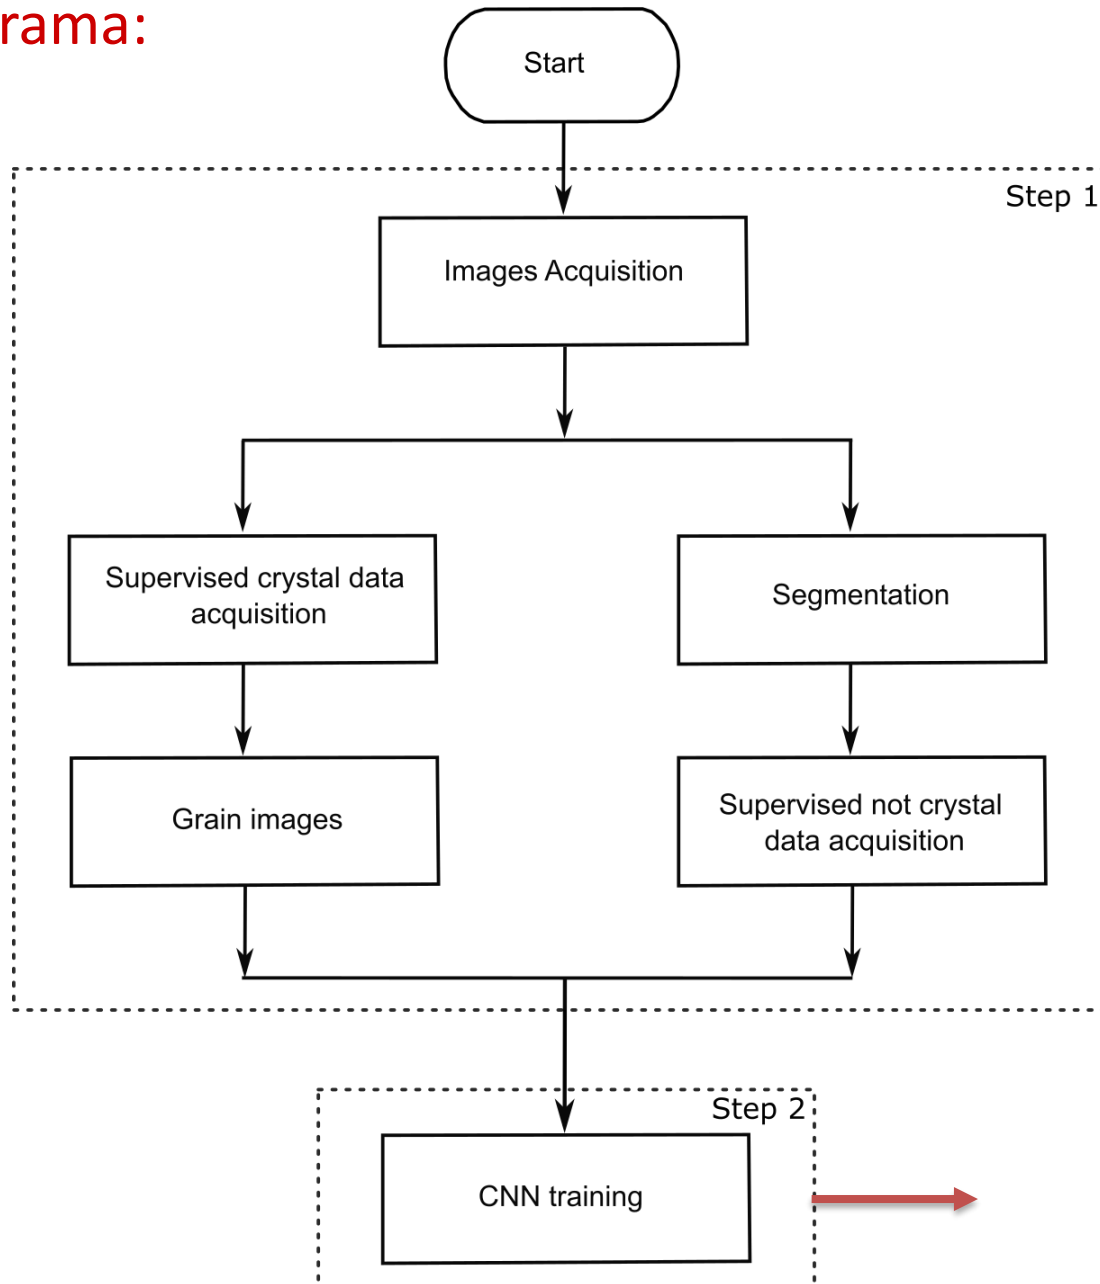 rama:
Start
Step 1
Images Acquisition
Supervised crystal data
acquisition
Segmentation
Grain images
Supervised not crystal
data acquisition
Step 2
CNN training